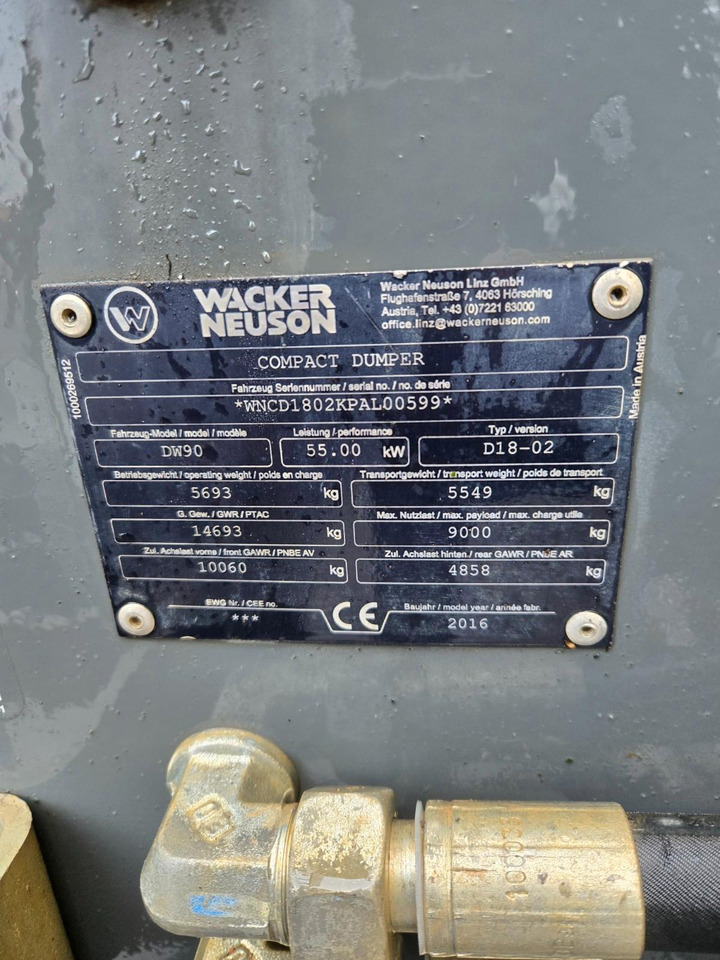 WACKER
NEUSON
Wacker Neuson Linz GmbH
Flughafenstraße 7, 4063 Hörsching
Austria, Tel. +43 (0)7221 63000
office.linz@wackerneuson.com
1000269512
Made in Austria
COMPACT DUMPER
Fahrzeug Seriennummer / serial no. / no. de série
*WNCD1802KPAL00599*
Fahrzeug-Model / model / modèle Leistung / performance Typ / version
DW90 55.00 kW D18-02
Betriebsgewicht / operating weight / poids en charge Transportgewicht / transport weight / poids de transport
5693 kg 5549 kg
G. Gew. / GWR / PTAC Max. Nutzlast / max. payload / max. charge utile
14693 kg 9000 kg
Zul. Achslast vorne / front GAWR / PNBE AV Zul. Achslast hinten / rear GAWR / PNBE AR
10060 kg 4858 kg
EWG Nr. / CEE no. CE Baujahr / model year / année fabr.
*** 2016